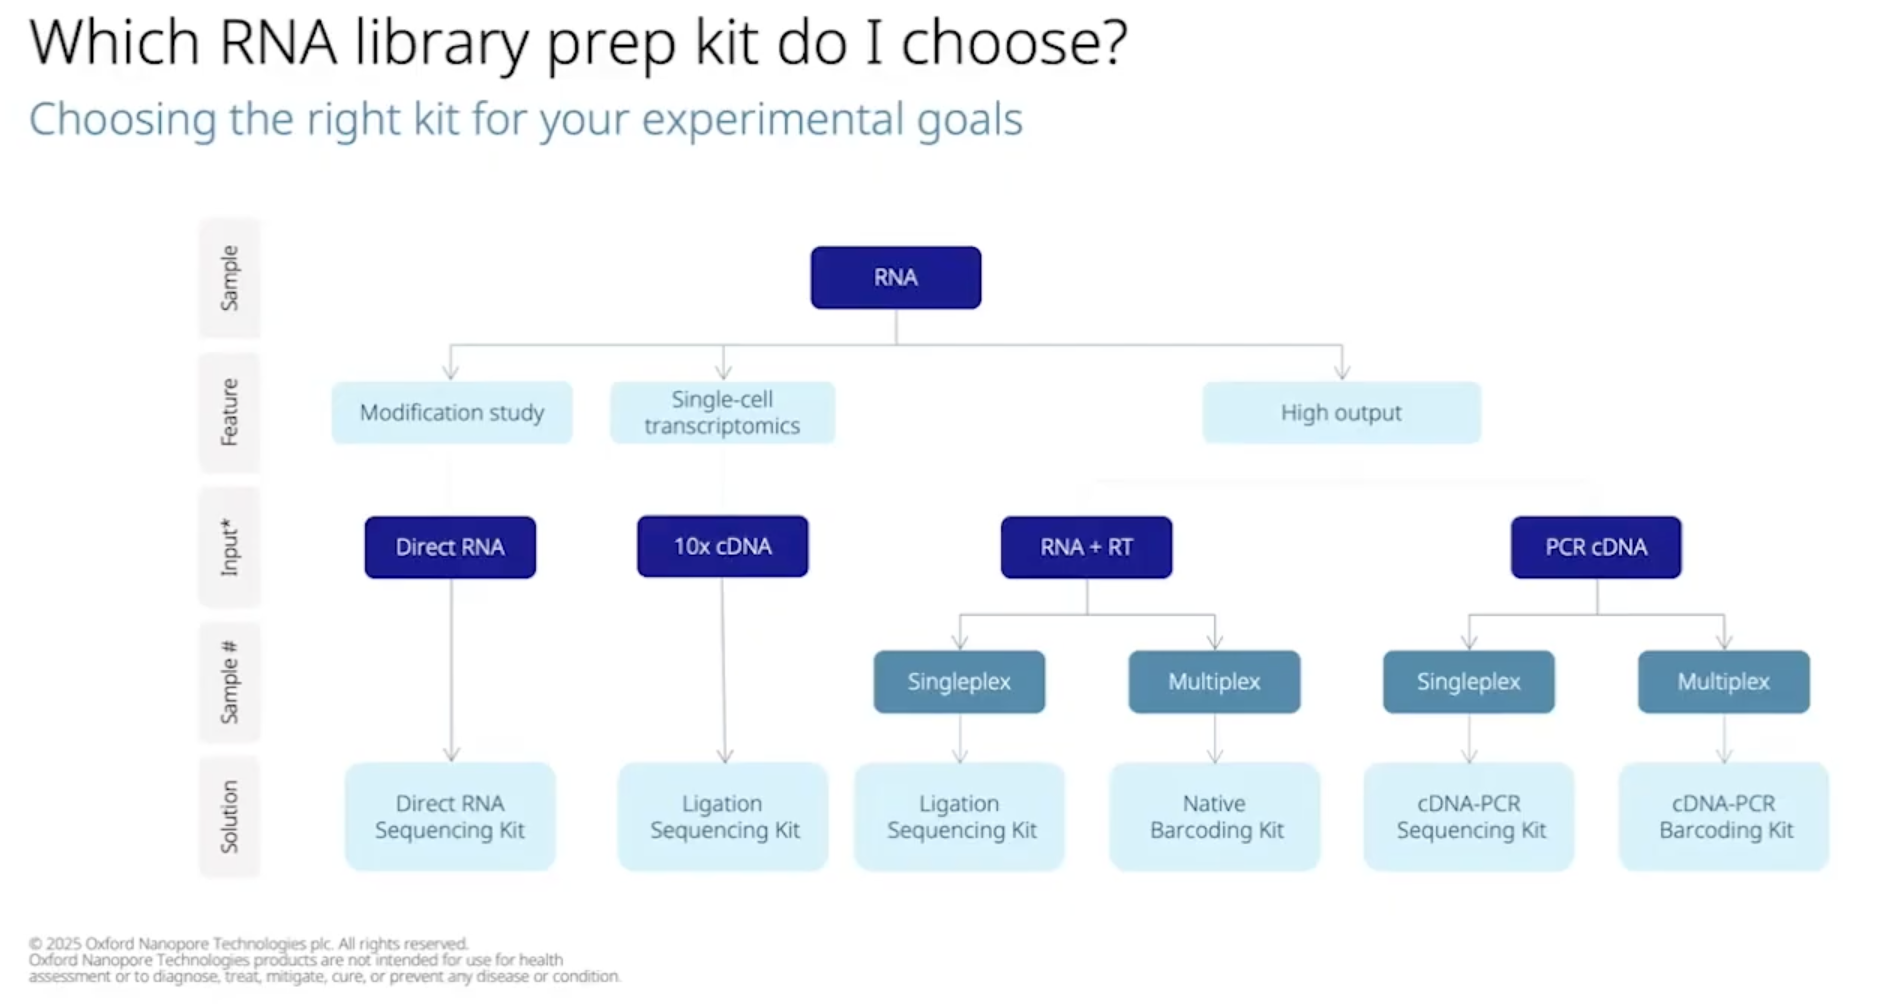 Which RNA library prep kit do I choose?
Choosing the right kit for your experimental goals
Sample
RNA
Feature
Modification study
Single-cell
transcriptomics
High output
Input*
Direct RNA
10x cDNA
RNA + RT
PCR cDNA
Sample #
Singleplex
Multiplex
Singleplex
Multiplex
Solution
Direct RNA
Sequencing Kit
Ligation
Sequencing Kit
Ligation
Sequencing Kit
Native
Barcoding Kit
cDNA-PCR
Sequencing Kit
cDNA-PCR
Barcoding Kit
© 2025 Oxford Nanopore Technologies plc. All rights reserved.
Oxford Nanopore Technologies products are not intended for use for health
assessment or to diagnose, treat, mitigate, cure, or prevent any disease or condition.